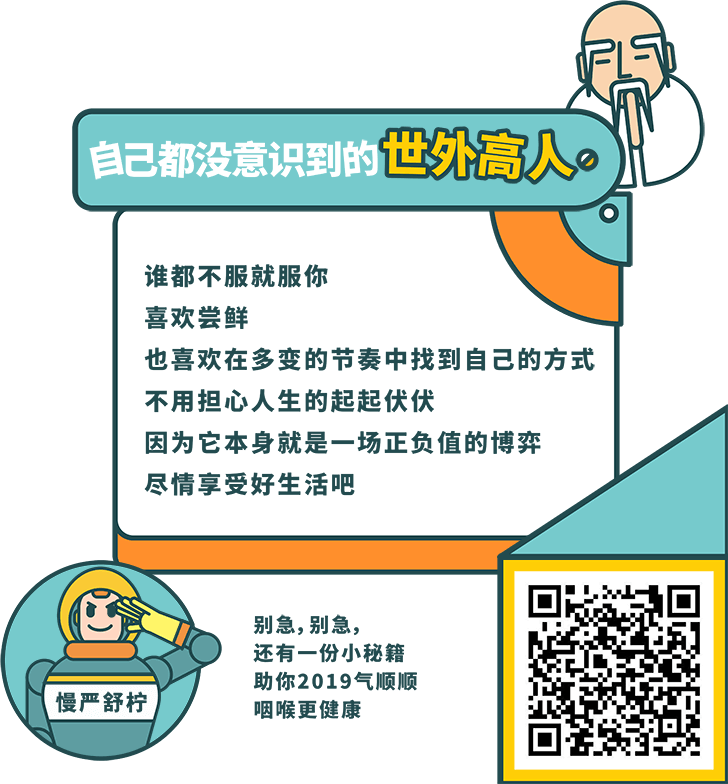 自己都没意识到的世外高人
谁都不服就服你
喜欢尝鲜
也喜欢在多变的节奏中找到自己的方式
不用担心人生的起起伏伏
因为它本身就是一场正负值的博弈
尽情享受好生活吧
慢严舒柠
别急，别急，
还有一份小秘籍
助你2019气顺顺
咽喉更健康